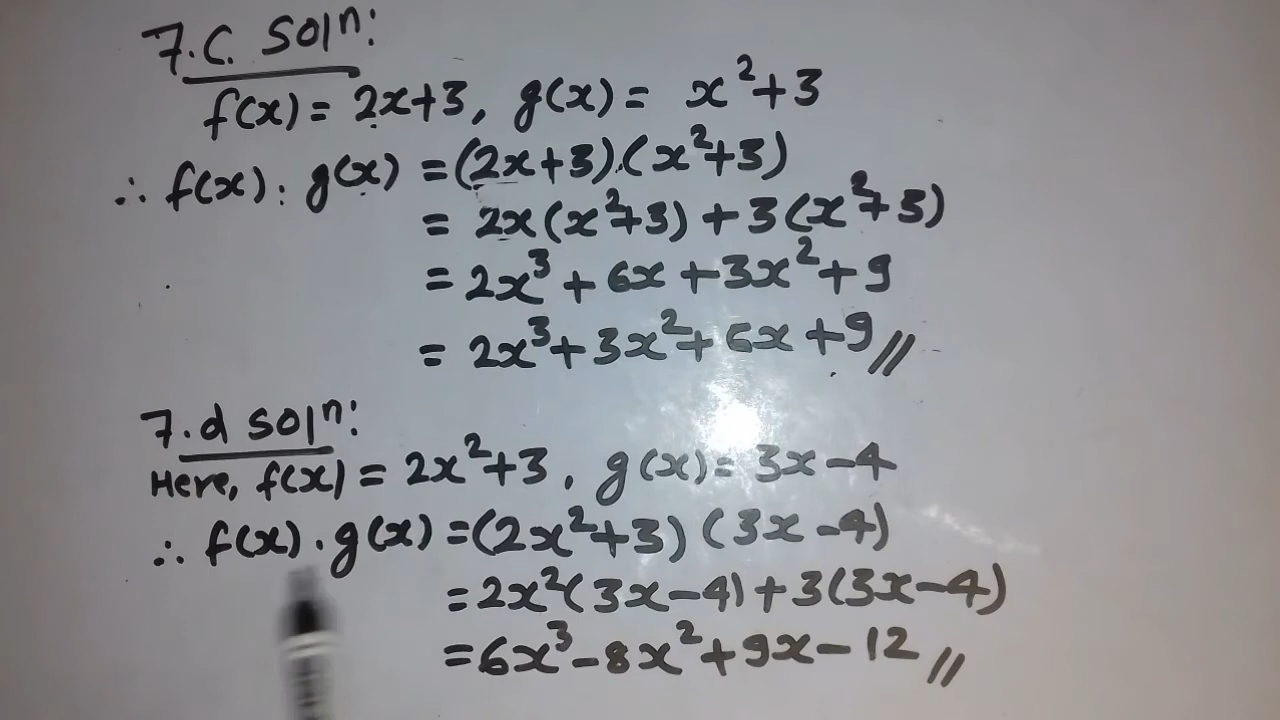 7.C. Solⁿ:
f(x) = 2x+3, g(x) = x²+3
∴ f(x). g(x) = (2x+3).(x²+3)
= 2x(x²+3) + 3(x²+3)
= 2x³ + 6x + 3x² + 9
= 2x³ + 3x² + 6x + 9 //
7.d Solⁿ:
Here, f(x) = 2x²+3, g(x) = 3x-4
∴ f(x) · g(x) = (2x²+3) (3x-4)
= 2x²(3x-4) + 3(3x-4)
= 6x³ - 8x² + 9x - 12 //